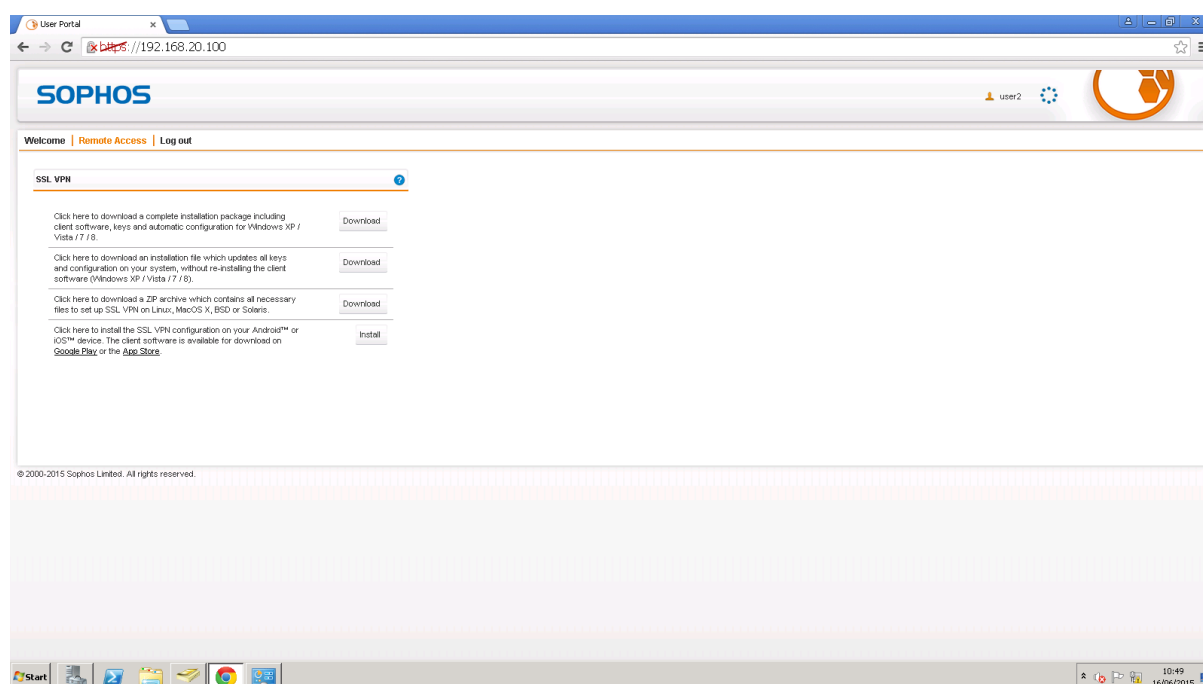 User Portal
https://192.168.20.100
SOPHOS
user2
Welcome | Remote Access | Log out
SSL VPN
?
Click here to download a complete installation package including
client software, keys and automatic configuration for Windows XP /
Vista / 7 / 8.
Download
Click here to download an installation file which updates all keys
and configuration on your system, without re-installing the client
software (Windows XP / Vista / 7 / 8).
Download
Click here to download a ZIP archive which contains all necessary
files to set up SSL VPN on Linux, MacOS X, BSD or Solaris.
Download
Click here to install the SSL VPN configuration on your Android™ or
iOS™ device. The client software is available for download on
Google Play or the App Store.
Install
© 2000-2015 Sophos Limited. All rights reserved.
Start
10:49
16/06/2015